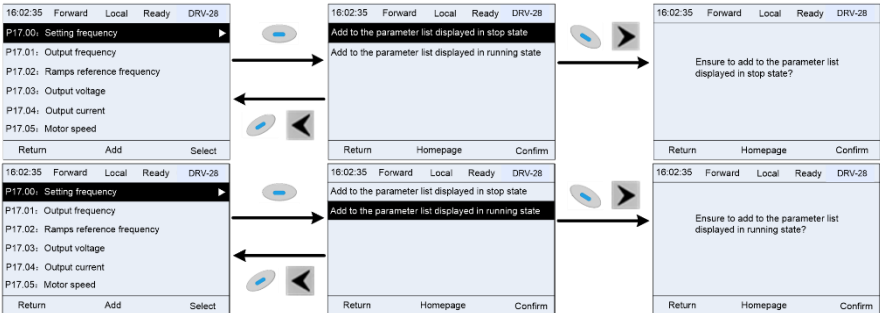 16:02:35 Forward Local Ready DRV-28
P17.00: Setting frequency
P17.01: Output frequency
P17.02: Ramps reference frequency
P17.03: Output voltage
P17.04: Output current
P17.05: Motor speed
Return Add Select
16:02:35 Forward Local Ready DRV-28
Add to the parameter list displayed in stop state
Add to the parameter list displayed in running state
Return Homepage Confirm
16:02:35 Forward Local Ready DRV-28
Ensure to add to the parameter list
displayed in stop state?
Return Homepage Confirm
16:02:35 Forward Local Ready DRV-28
P17.00: Setting frequency
P17.01: Output frequency
P17.02: Ramps reference frequency
P17.03: Output voltage
P17.04: Output current
P17.05: Motor speed
Return Add Select
16:02:35 Forward Local Ready DRV-28
Add to the parameter list displayed in stop state
Add to the parameter list displayed in running state
Return Homepage Confirm
16:02:35 Forward Local Ready DRV-28
Ensure to add to the parameter list
displayed in running state?
Return Homepage Confirm